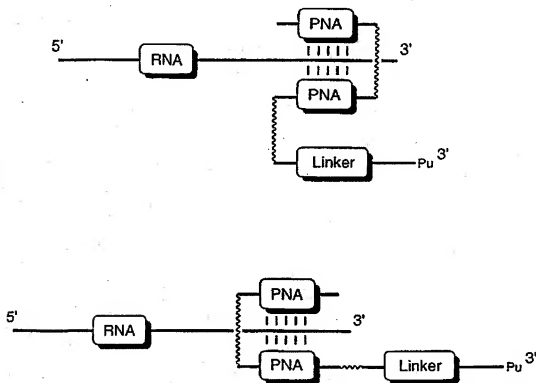 PNA
5' RNA 3'
PNA
Linker Pu 3'
PNA
5' RNA 3'
PNA Linker Pu 3'